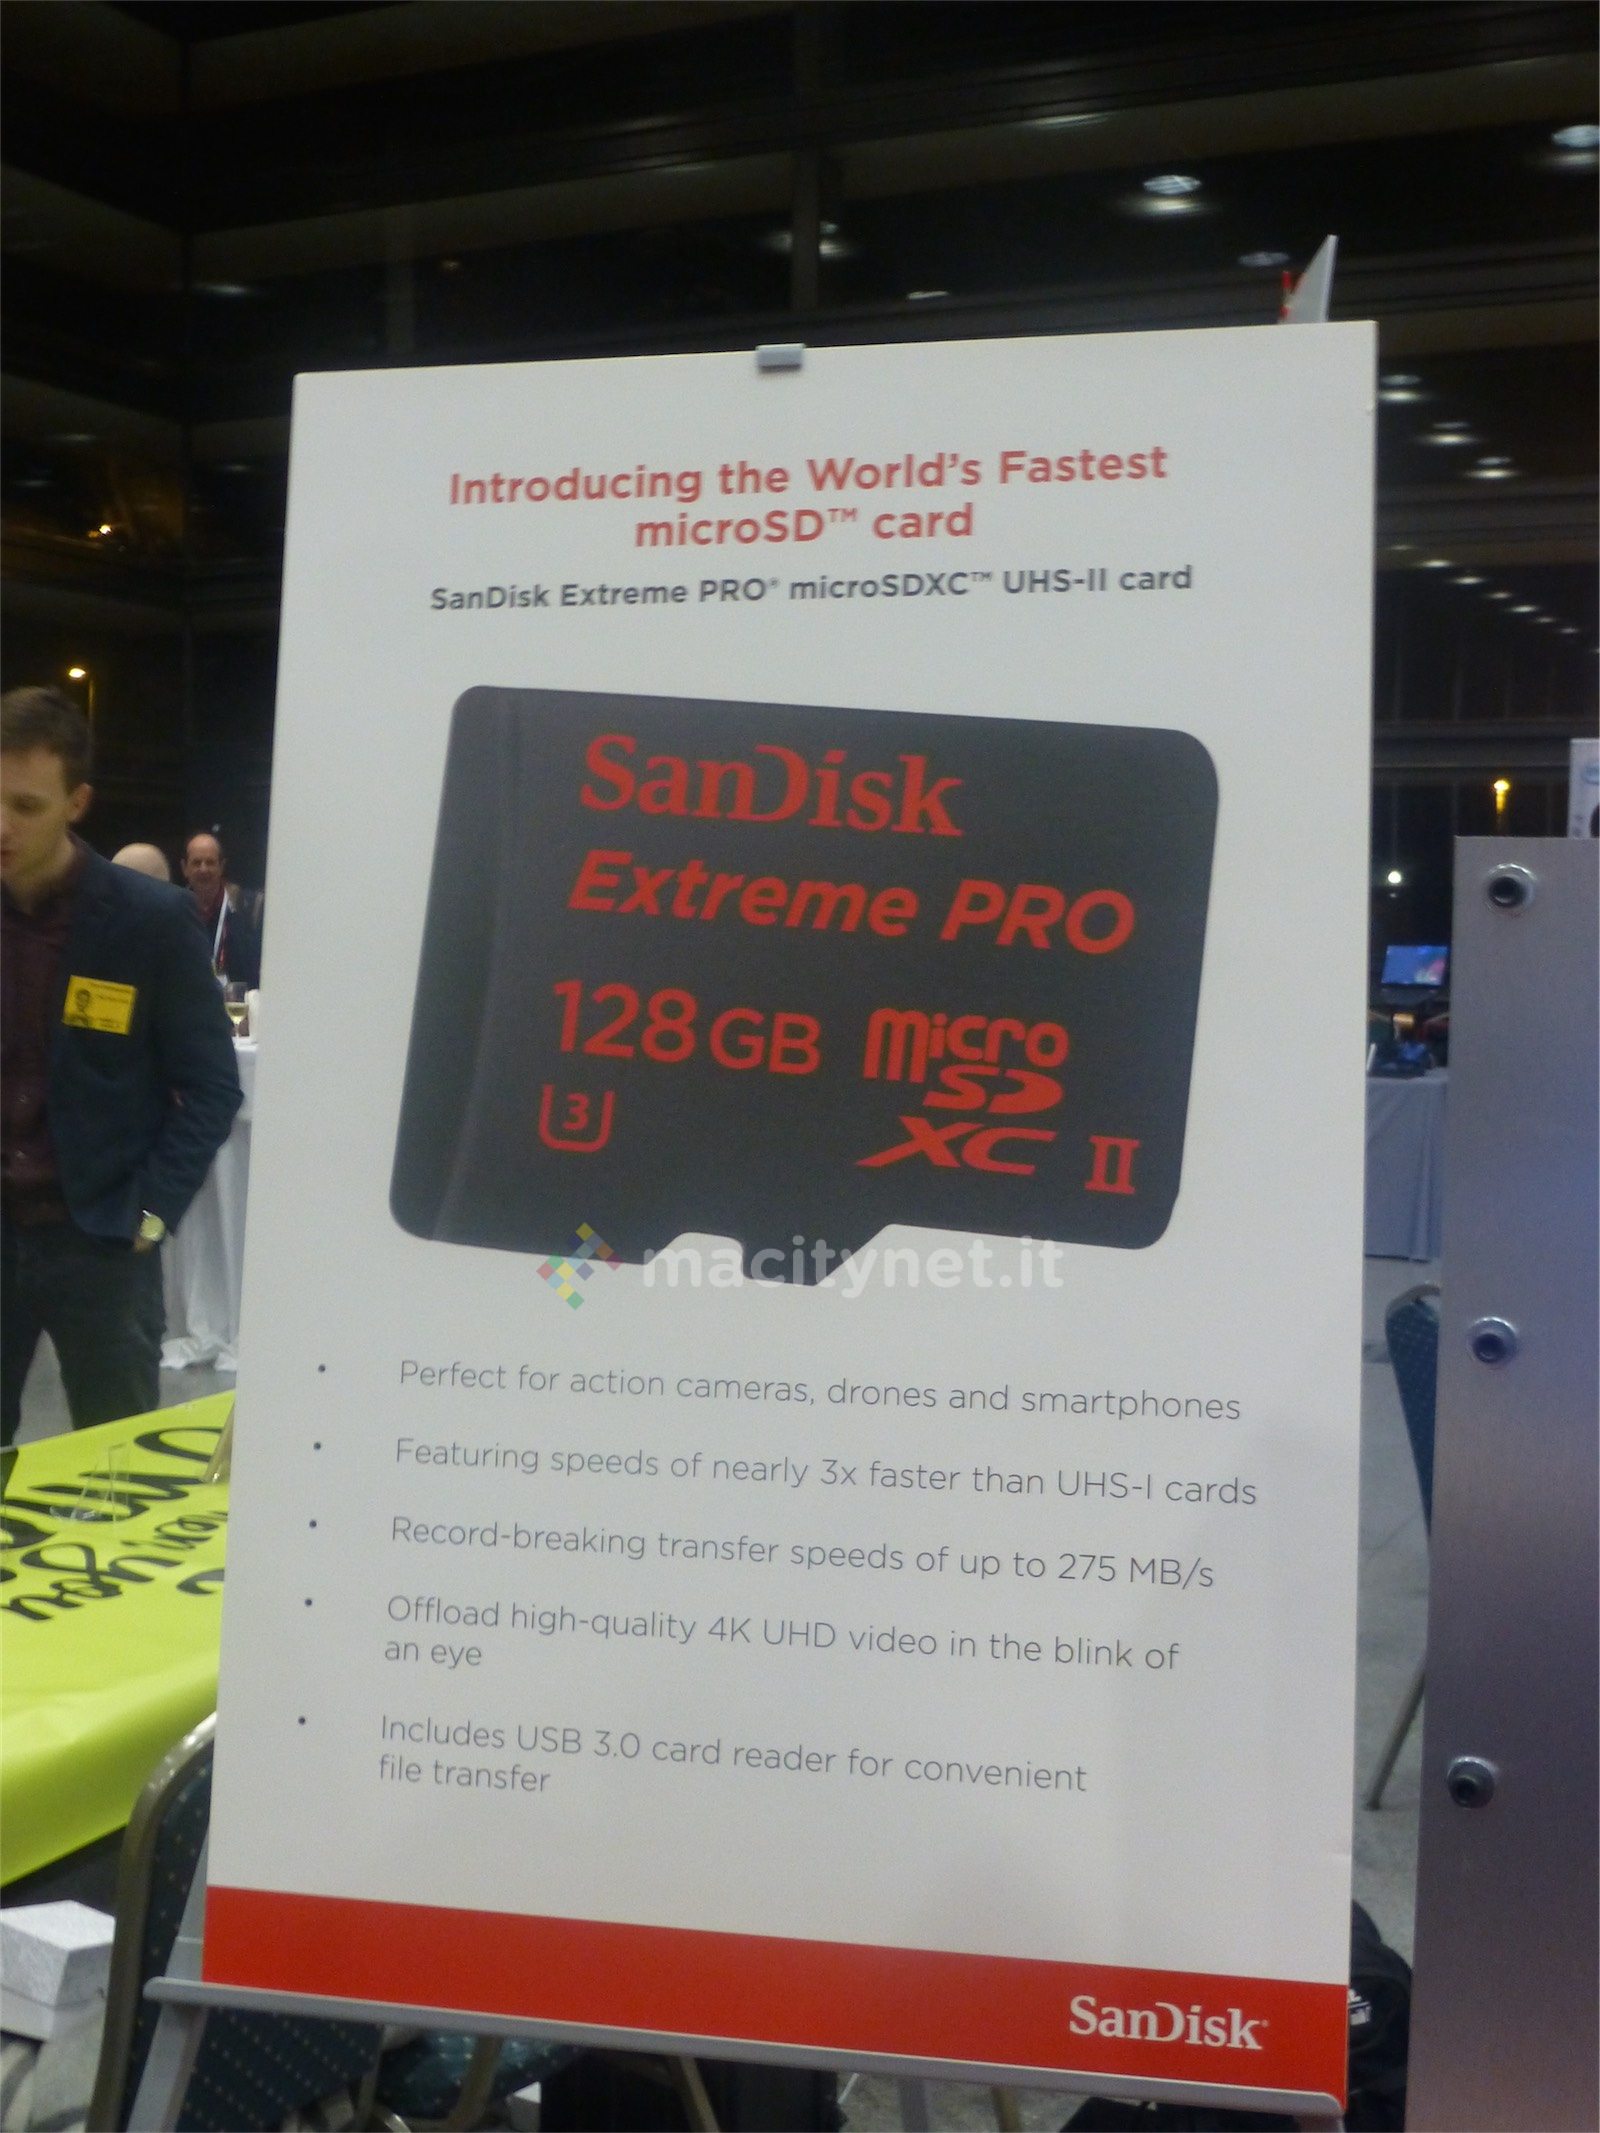 Introducing the World's Fastest
microSD™ card
SanDisk Extreme PRO® microSDXC™ UHS-II card
SanDisk
Extreme PRO
128 GB micro
SD
3
XC II
macitynet.it
• Perfect for action cameras, drones and smartphones
• Featuring speeds of nearly 3x faster than UHS-I cards
• Record-breaking transfer speeds of up to 275 MB/s
• Offload high-quality 4K UHD video in the blink of
an eye
• Includes USB 3.0 card reader for convenient
file transfer
SanDisk®